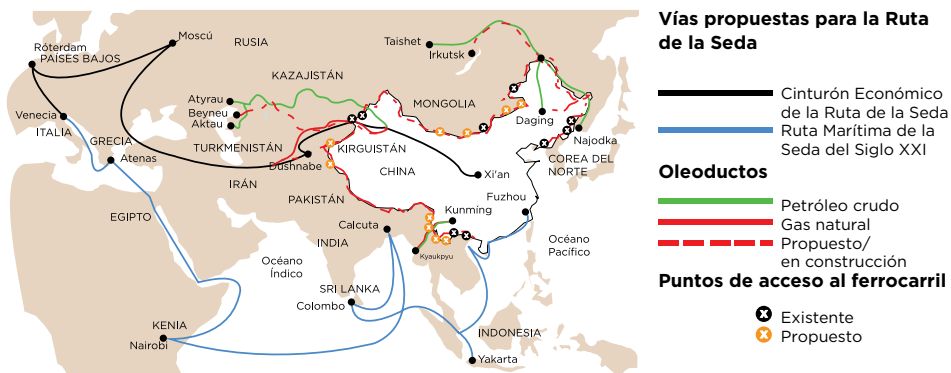 Moscú
Róterdam
PAÍSES BAJOS
RUSIA
Taishet
Irkutsk
KAZAJISTÁN
Atyrau
Beyneu
Aktau
MONGOLIA
Daging
Najodka
Venecia
ITALIA
GRECIA
Atenas
TURKMENISTÁN
KIRGUISTÁN
Dushnabe
CHINA
Xi'an
COREA DEL
NORTE
IRÁN
PAKISTÁN
Fuzhou
Kunmíng
EGIPTO
Calcuta
INDIA
Kyaukpyu
Océano
Pacífico
Océano
Índico
SRI LANKA
Colombo
KENIA
Nairobi
INDONESIA
Yakarta
Vías propuestas para la Ruta
de la Seda
Cinturón Económico
de la Ruta de la Seda
Ruta Marítima de la
Seda del Siglo XXI
Oleoductos
Petróleo crudo
Gas natural
Propuesto/
en construcción
Puntos de acceso al ferrocarril
Existente
Propuesto